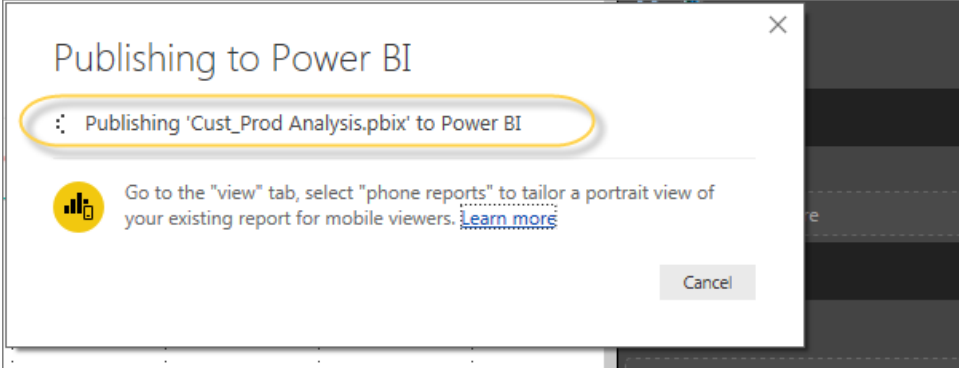 Publishing to Power BI
Publishing 'Cust_Prod Analysis.pbix' to Power BI
Go to the "view" tab, select "phone reports" to tailor a portrait view of
your existing report for mobile viewers. Learn more
re
Cancel